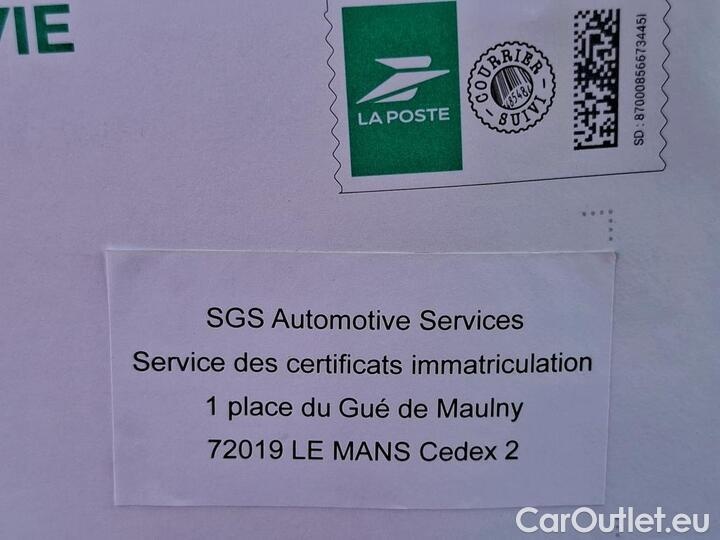 VIE
LA POSTE
COURRIER
SUIVI
SD : 87000856673445I
SGS Automotive Services
Service des certificats immatriculation
1 place du Gué de Maulny
72019 LE MANS Cedex 2
CarOutlet.eu